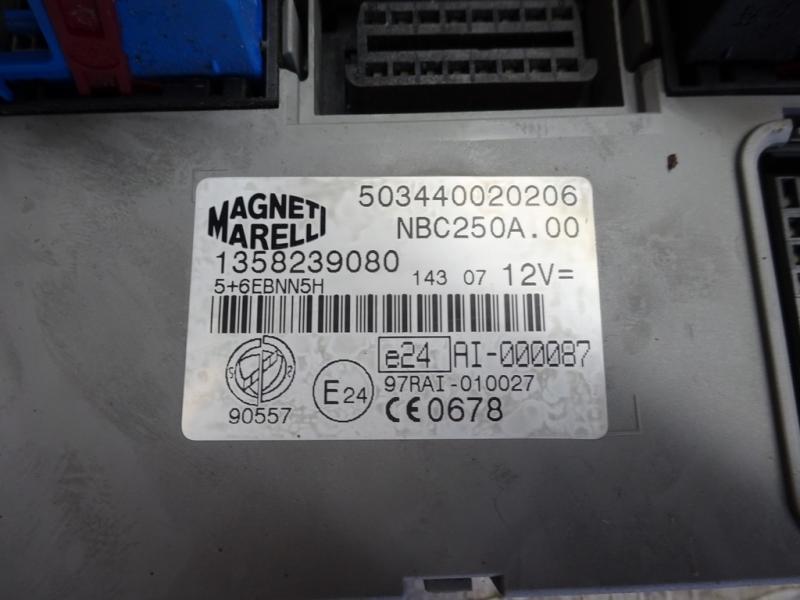 MAGNETI MARELLI
503440020206
NBC250A.00
1358239080
5+6EBNN5H
143 07 12V=
e24 AI-000087
97RAI-010027
S 2
90557
E24
CE0678